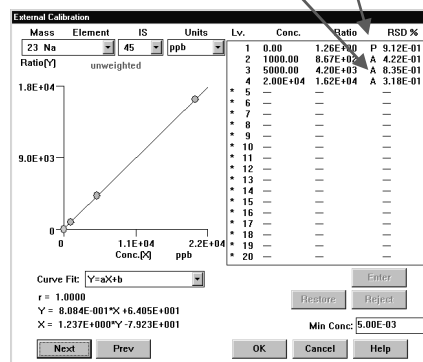 External Calibration
Mass Element IS Units Lv. Conc. Ratio RSD %
23 Na 45 ppb
1 0.00 1.26E+00 P 9.12E-01
2 1000.00 8.67E+02 A 4.22E-01
3 5000.00 4.20E+03 A 8.35E-01
4 2.00E+04 1.62E+04 A 3.18E-01
* 5 — — —
* 6 — — —
* 7 — — —
* 8 — — —
* 9 — — —
* 10 — — —
* 11 — — —
* 12 — — —
* 13 — — —
* 14 — — —
* 15 — — —
* 16 — — —
* 17 — — —
* 18 — — —
* 19 — — —
* 20 — — —
Ratio(Y) unweighted
1.8E+04
9.0E+03
0
0 1.1E+04 2.2E+04
Conc.(X) ppb
Curve Fit: Y=aX+b
r = 1.0000
Y = 8.084E-001*X +6.405E+001
X = 1.237E+000*Y -7.923E+001
Enter
Restore Reject
Min Conc: 5.00E-03
Next Prev OK Cancel Help